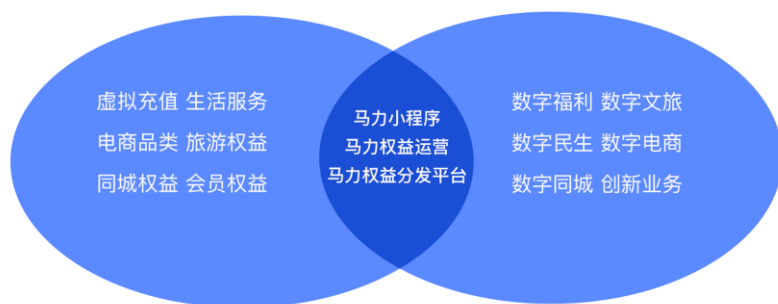 虚拟充值 生活服务
电商品类 旅游权益
同城权益 会员权益
马力小程序
马力权益运营
马力权益分发平台
数字福利 数字文旅
数字民生 数字电商
数字同城 创新业务